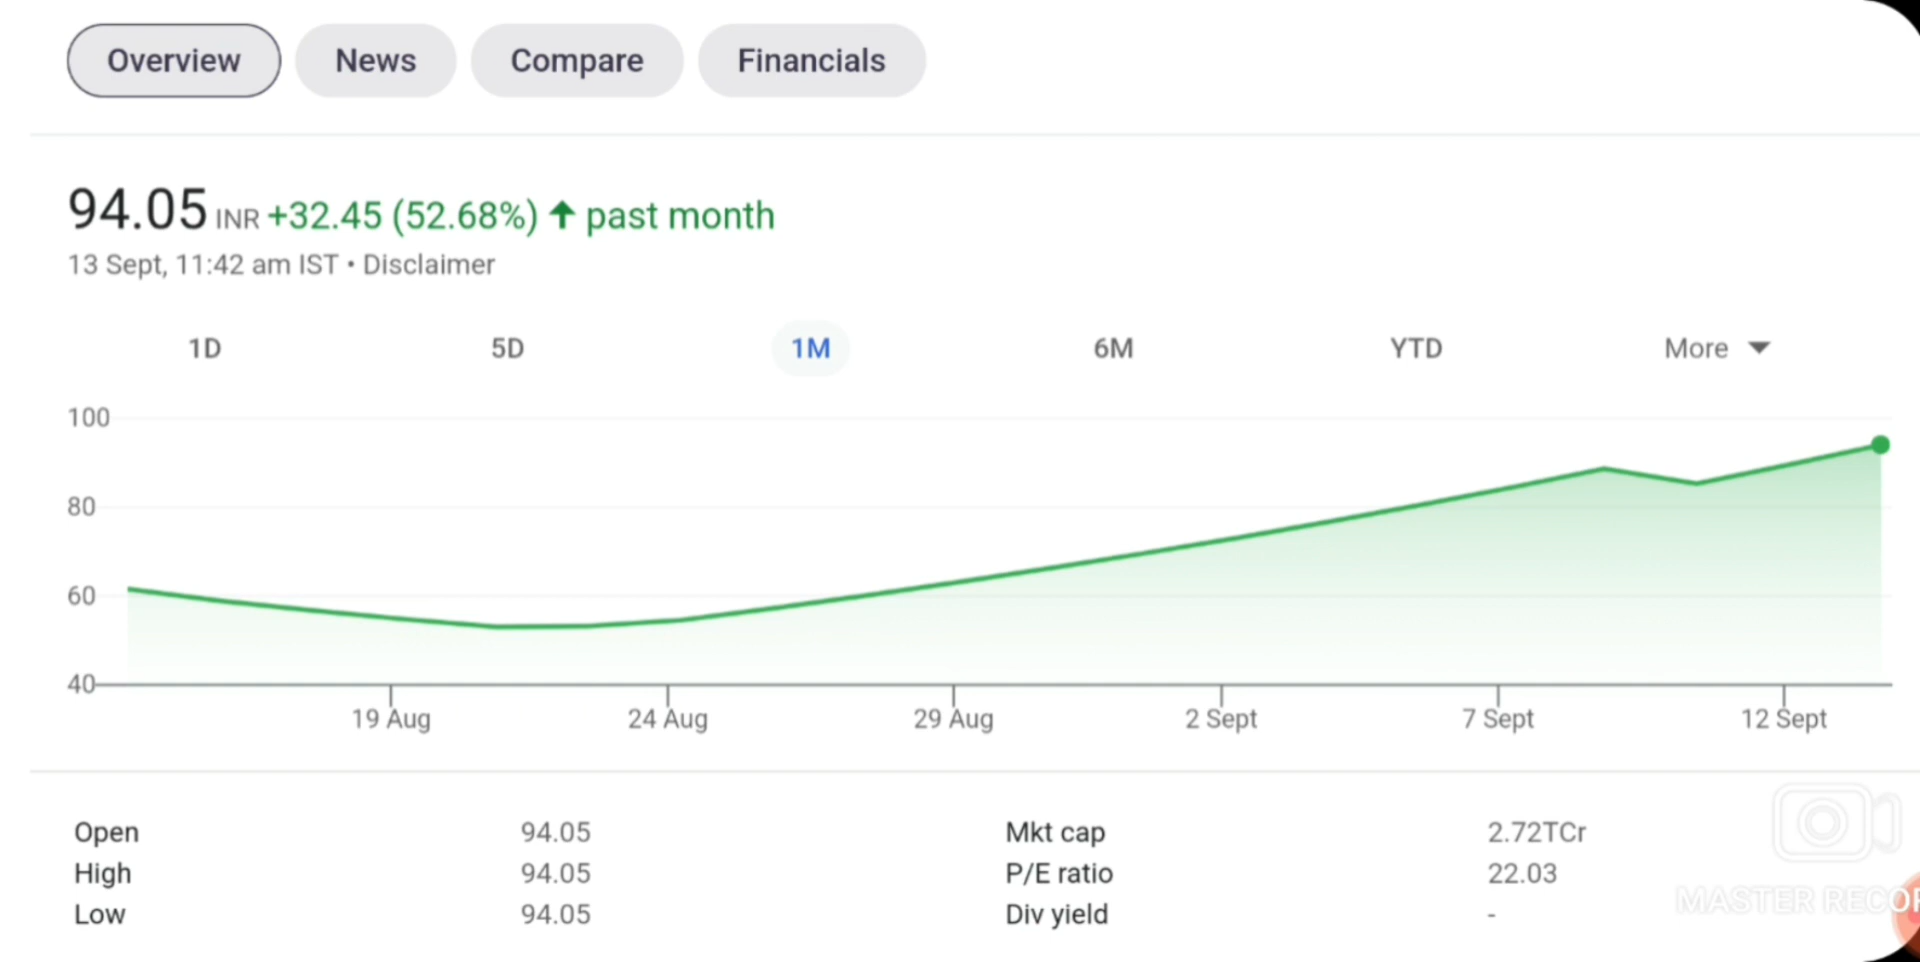 Overview News Compare Financials
94.05 INR +32.45 (52.68%) ↑ past month
13 Sept, 11:42 am IST • Disclaimer
1D 5D 1M 6M YTD More
100
80
60
40
19 Aug 24 Aug 29 Aug 2 Sept 7 Sept 12 Sept
Open 94.05 Mkt cap 2.72TCr
High 94.05 P/E ratio 22.03
Low 94.05 Div yield -
MASTER RECOR